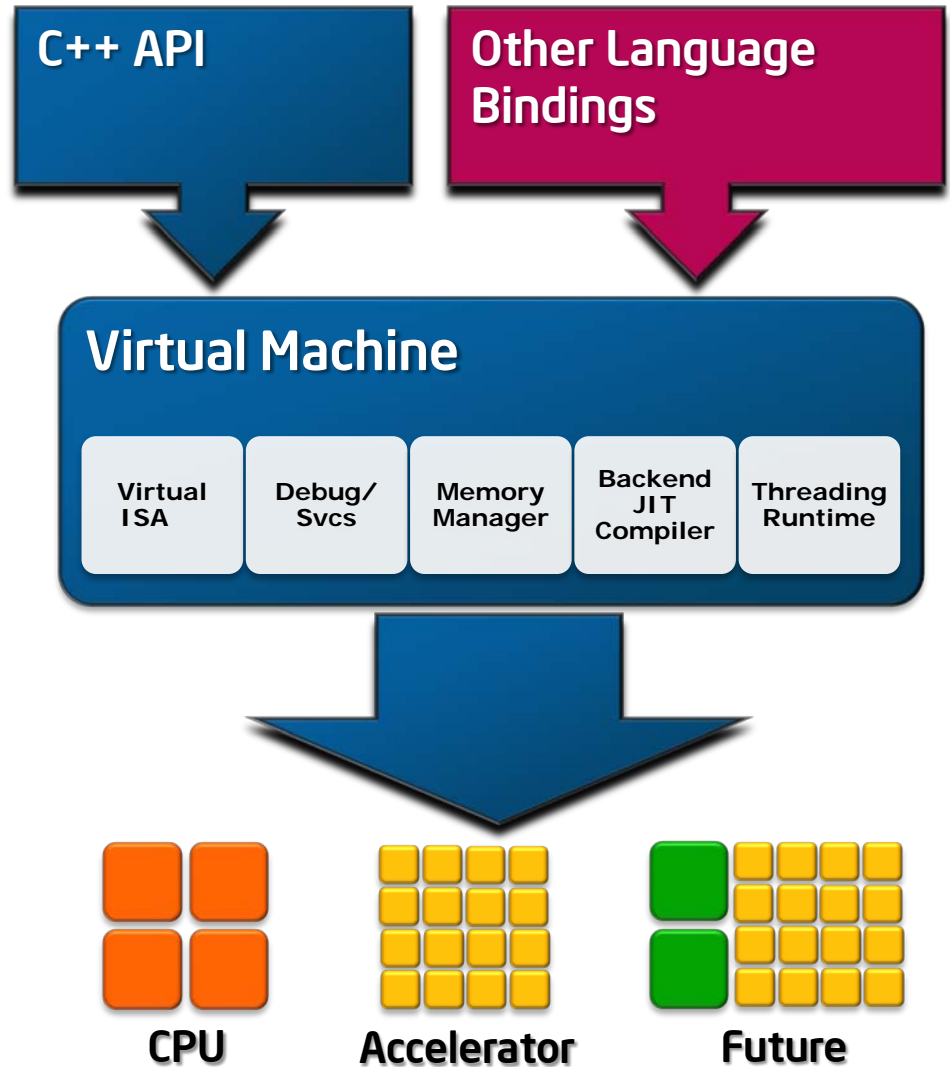 C++ API
Other Language
Bindings
Virtual Machine
Virtual
ISA
Debug/
Svcs
Memory
Manager
Backend
JIT
Compiler
Threading
Runtime
CPU
Accelerator
Future